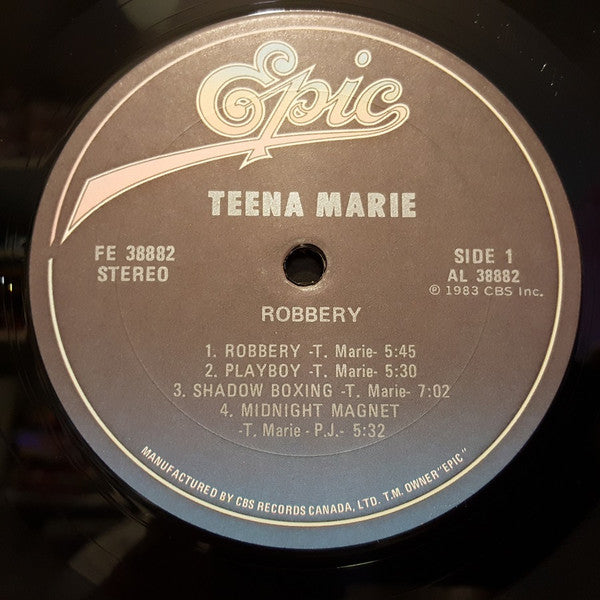 Epic
TEENA MARIE
FE 38882
STEREO
SIDE 1
AL 38882
℗ 1983 CBS Inc.
ROBBERY
1. ROBBERY -T. Marie- 5:45
2. PLAYBOY -T. Marie- 5:30
3. SHADOW BOXING -T. Marie- 7:02
4. MIDNIGHT MAGNET
-T. Marie - P.J.- 5:32
MANUFACTURED BY CBS RECORDS CANADA, LTD. T.M. OWNER "EPIC"